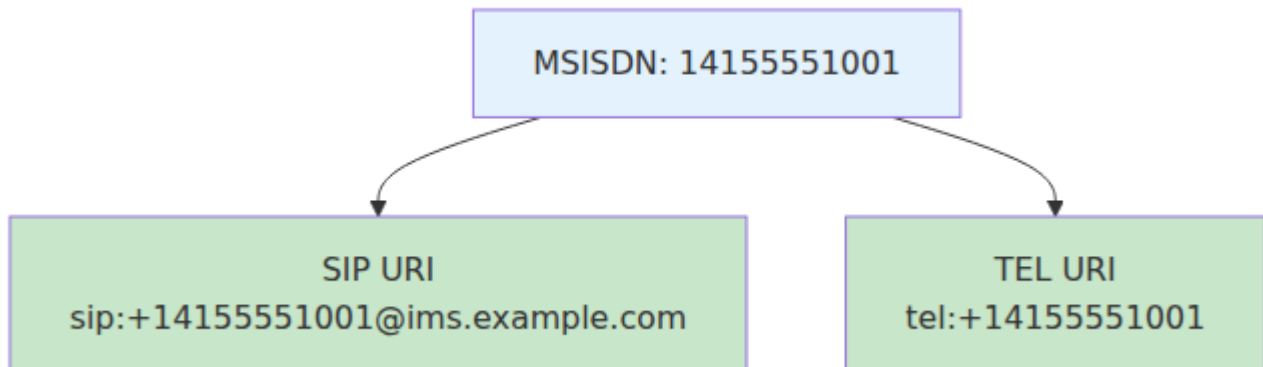 MSISDN: 14155551001
SIP URI
sip:+14155551001@ims.example.com
TEL URI
tel:+14155551001